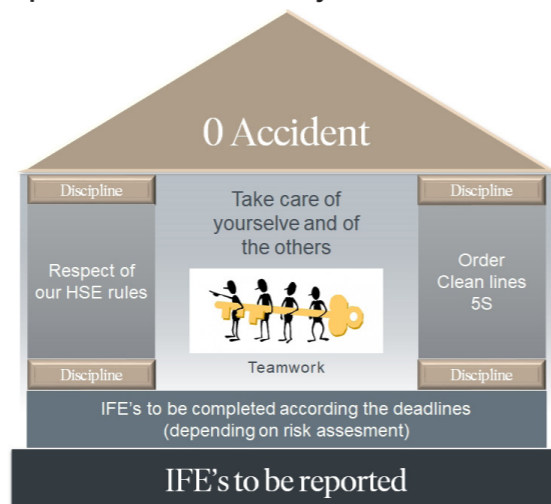 0 Accident
Discipline
Discipline
Take care of
yourselve and of
the others
Respect of
our HSE rules
Order
Clean lines
5S
Teamwork
Discipline
Discipline
IFE's to be completed according the deadlines
(depending on risk assesment)
IFE's to be reported